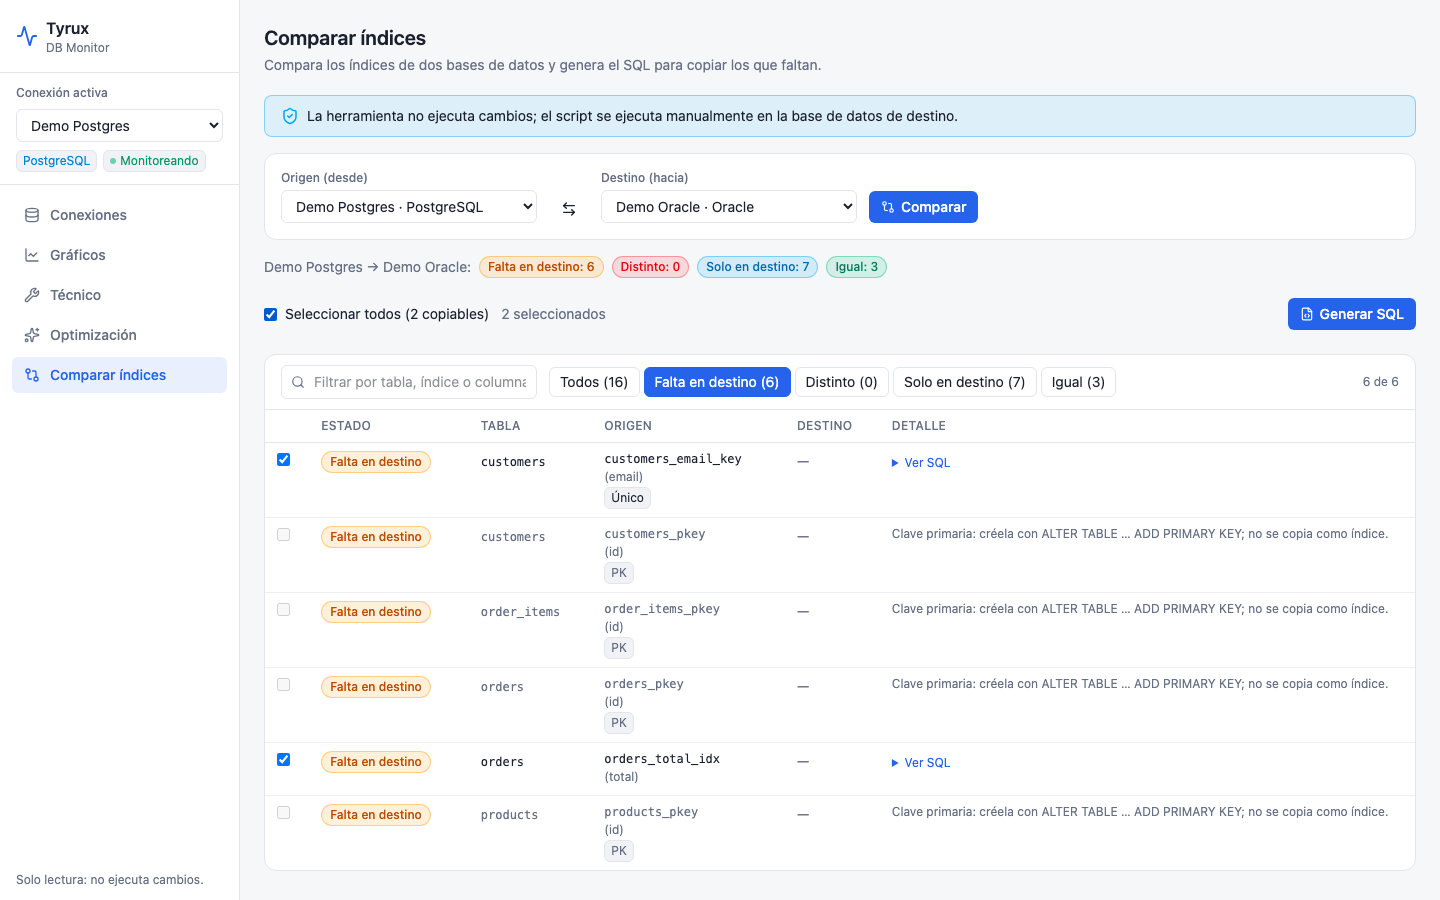 Tyrux
DB Monitor
Conexión activa
Demo Postgres
PostgreSQL
Monitoreando
Conexiones
Gráficos
Técnico
Optimización
Comparar índices
Solo lectura: no ejecuta cambios.
Comparar índices
Compara los índices de dos bases de datos y genera el SQL para copiar los que faltan.
La herramienta no ejecuta cambios; el script se ejecuta manualmente en la base de datos de destino.
Origen (desde)
Destino (hacia)
Demo Postgres · PostgreSQL
Demo Oracle · Oracle
Comparar
Demo Postgres → Demo Oracle: Falta en destino: 6 Distinto: 0 Solo en destino: 7 Igual: 3
Seleccionar todos (2 copiables) 2 seleccionados
Generar SQL
Filtrar por tabla, índice o columna
Todos (16) Falta en destino (6) Distinto (0) Solo en destino (7) Igual (3)
6 de 6
ESTADO TABLA ORIGEN DESTINO DETALLE
Falta en destino customers customers_email_key — Ver SQL
(email)
Único
Falta en destino customers customers_pkey — Clave primaria: créela con ALTER TABLE ... ADD PRIMARY KEY; no se copia como índice.
(id)
PK
Falta en destino order_items order_items_pkey — Clave primaria: créela con ALTER TABLE ... ADD PRIMARY KEY; no se copia como índice.
(id)
PK
Falta en destino orders orders_pkey — Clave primaria: créela con ALTER TABLE ... ADD PRIMARY KEY; no se copia como índice.
(id)
PK
Falta en destino orders orders_total_idx — Ver SQL
(total)
Falta en destino products products_pkey — Clave primaria: créela con ALTER TABLE ... ADD PRIMARY KEY; no se copia como índice.
(id)
PK